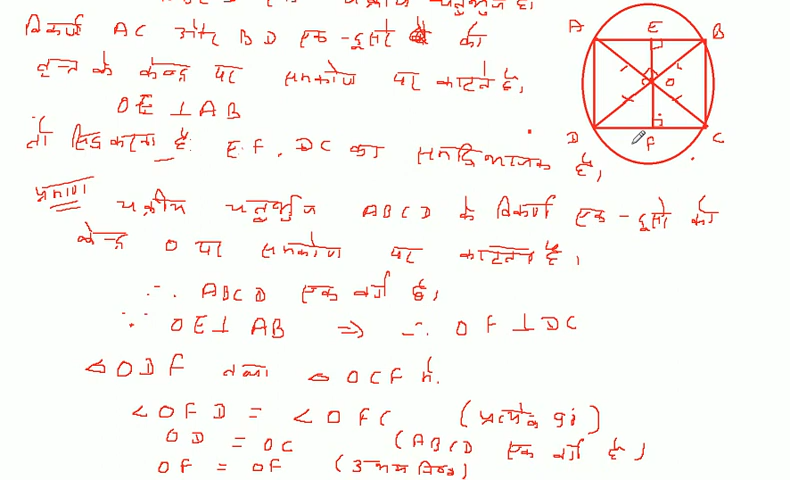 विकर्ण AC और BD एक-दूसरे को
वृत्त के केन्द्र पर समकोण पर काटते हैं,
OE ⊥ AB
तो सिद्ध करना है: E.F. DC का समद्विभाजक है,
प्रमाण
चक्रीय चतुर्भुज ABCD के विकर्ण एक-दूसरे को
केन्द्र O पर समकोण पर काटते हैं,
∴ ABCD एक वर्ग है,
∵ OE ⊥ AB ⇒ ∴ OF ⊥ DC
△ODF तथा △OCF में.
∠OFD = ∠OFC (प्रत्येक 90)
OD = OC (ABCD एक वर्ग है)
OF = OF (उभयनिष्ठ)
A E B
O
D F C